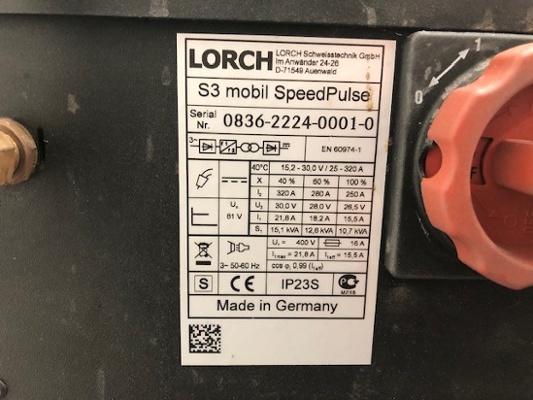 LORCH
LORCH Schweisstechnik GmbH
Im Anwänder 24-26
D-71549 Auenwald
S3 mobil SpeedPulse
Serial Nr. 0836-2224-0001-0
3~
EN 60974-1
40°C 15,2 - 30,0 V / 25 - 320 A
X 40 % 60 % 100 %
I₂ 320 A 280 A 250 A
U₀ U₂ 30,0 V 28,0 V 26,5 V
81 V I₁ 21,8 A 18,2 A 15,5 A
S₁ 15,1 kVA 12,6 kVA 10,7 kVA
U₁ = 400 V 16 A
I₁max = 21,8 A I₁eff = 15,5 A
3~ 50-60 Hz cos φ 0,99 (I₁eff)
S CE IP23S
Made in Germany
0
1